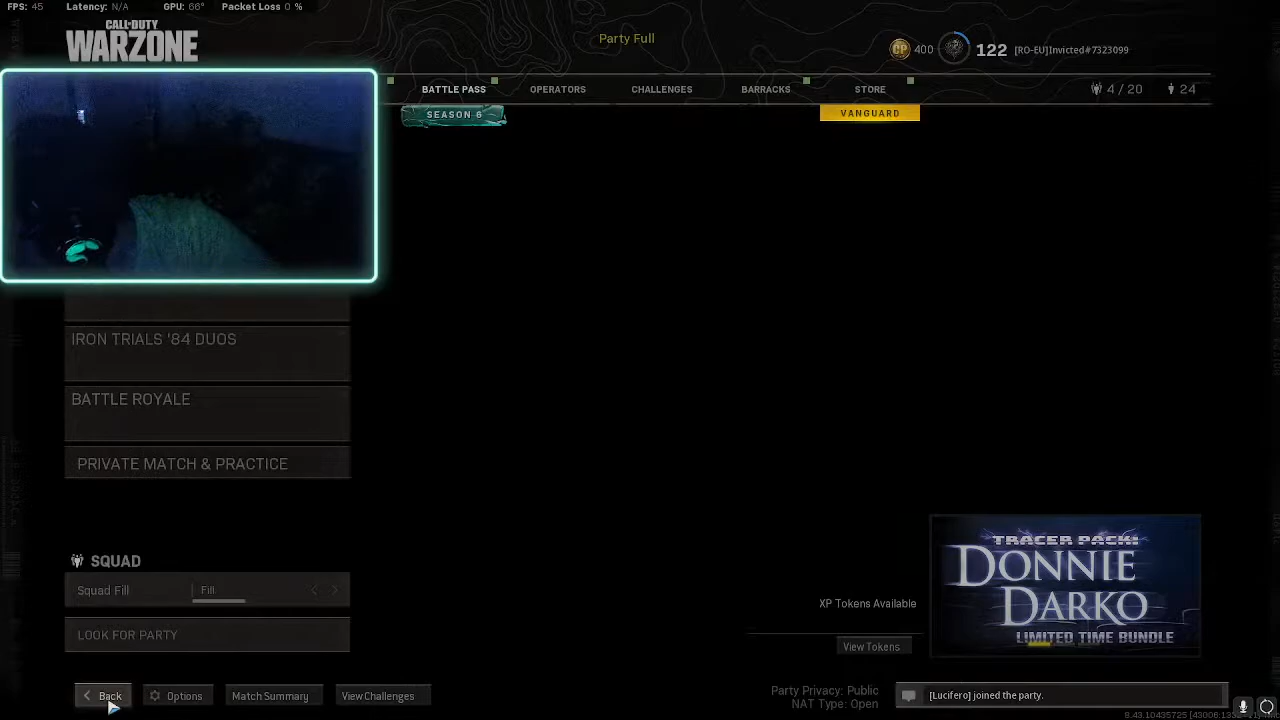 FPS: 45 Latency: N/A GPU: 66° Packet Loss 0 %
CALL OF DUTY
WARZONE
Party Full
CP 400 122 [RO-EU]Invicted#7323099
BATTLE PASS OPERATORS CHALLENGES BARRACKS STORE 4 / 20 24
SEASON 6 VANGUARD
IRON TRIALS '84 DUOS
BATTLE ROYALE
PRIVATE MATCH & PRACTICE
SQUAD
Squad Fill Fill
LOOK FOR PARTY
XP Tokens Available
View Tokens
TRACER PACK:
DONNIE
DARKO
LIMITED TIME BUNDLE
Back Options Match Summary View Challenges
Party Privacy: Public
NAT Type: Open
[Lucifero] joined the party.